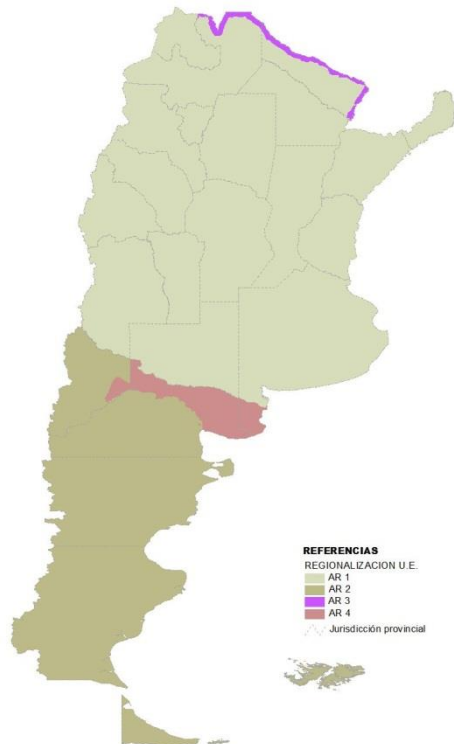 REFERENCIAS
REGIONALIZACION U.E.
AR 1
AR 2
AR 3
AR 4
Jurisdicción provincial